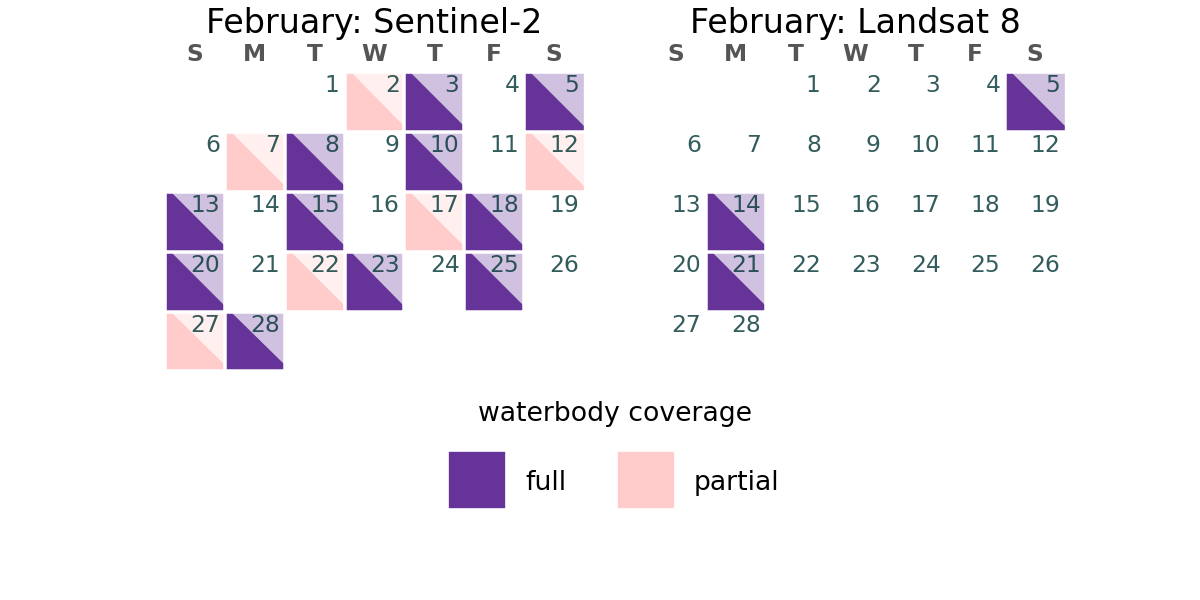 February: Sentinel-2
S M T W T F S
1 2 3 4 5
6 7 8 9 10 11 12
13 14 15 16 17 18 19
20 21 22 23 24 25 26
27 28
February: Landsat 8
S M T W T F S
1 2 3 4 5
6 7 8 9 10 11 12
13 14 15 16 17 18 19
20 21 22 23 24 25 26
27 28
waterbody coverage
full partial